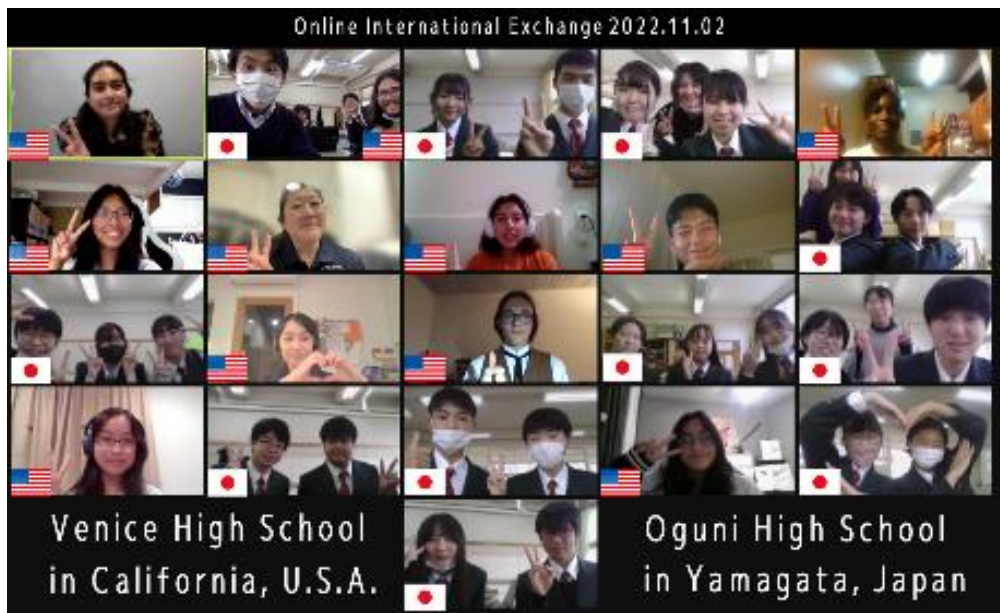 Online International Exchange 2022.11.02
Venice High School
in California, U.S.A.
Oguni High School
in Yamagata, Japan